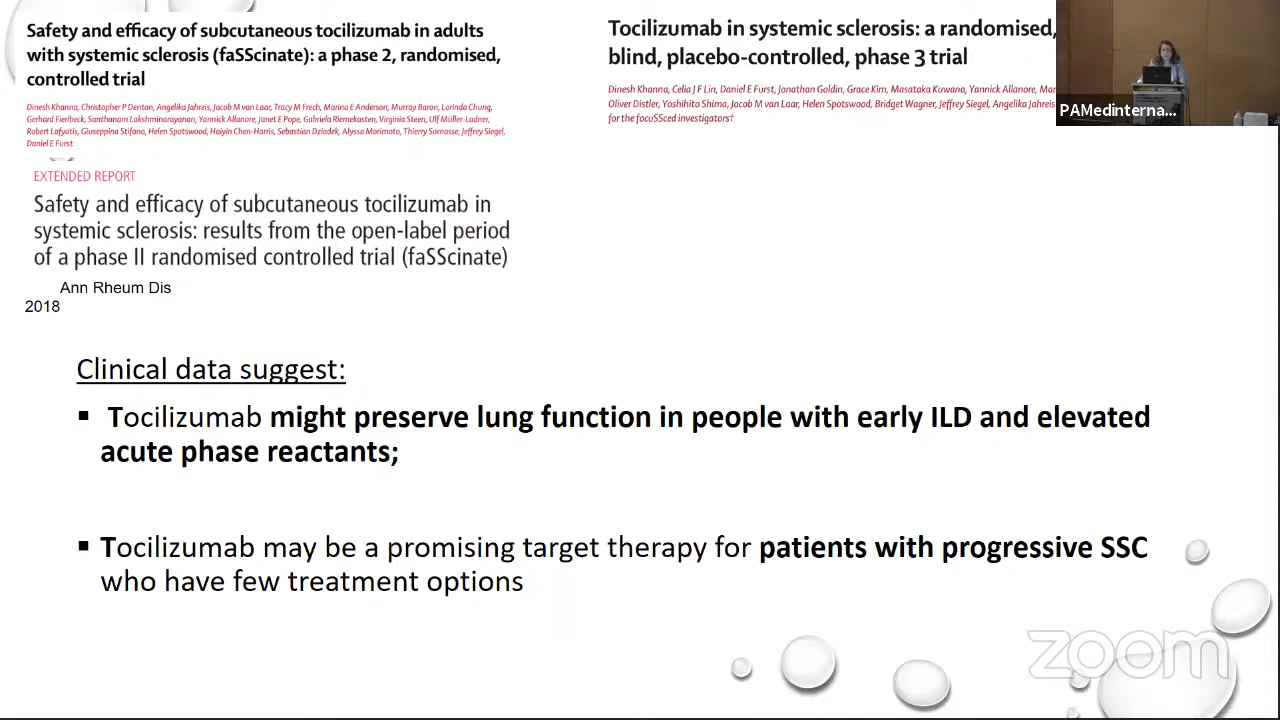 Safety and efficacy of subcutaneous tocilizumab in adults
with systemic sclerosis (faSScinate): a phase 2, randomised,
controlled trial
Dinesh Khanna, Christopher P Denton, Angelika Jahreis, Jacob M van Laar, Tracy M Frech, Marina E Anderson, Murray Baron, Lorinda Chung,
Gerhard Fierlbeck, Santhanam Lakshminarayanan, Yannick Allanore, Janet E Pope, Gabriela Riemekasten, Virginia Steen, Ulf Müller-Ladner,
Robert Lafyatis, Giuseppina Stifano, Helen Spotswood, Haiyin Chen-Harris, Sebastian Dziadek, Alyssa Morimoto, Thierry Sornasse, Jeffrey Siegel,
Daniel E Furst
EXTENDED REPORT
Safety and efficacy of subcutaneous tocilizumab in
systemic sclerosis: results from the open-label period
of a phase II randomised controlled trial (faSScinate)
Ann Rheum Dis
2018
Tocilizumab in systemic sclerosis: a randomised,
blind, placebo-controlled, phase 3 trial
Dinesh Khanna, Celia J F Lin, Daniel E Furst, Jonathan Goldin, Grace Kim, Masataka Kuwana, Yannick Allanore,
Oliver Distler, Yoshihito Shima, Jacob M van Laar, Helen Spotswood, Bridget Wagner, Jeffrey Siegel, Angelika Jahreis
for the focuSSced investigators†
PAMedinterna...
Clinical data suggest:
▪ Tocilizumab might preserve lung function in people with early ILD and elevated
acute phase reactants;
▪ Tocilizumab may be a promising target therapy for patients with progressive SSC
who have few treatment options
zoom